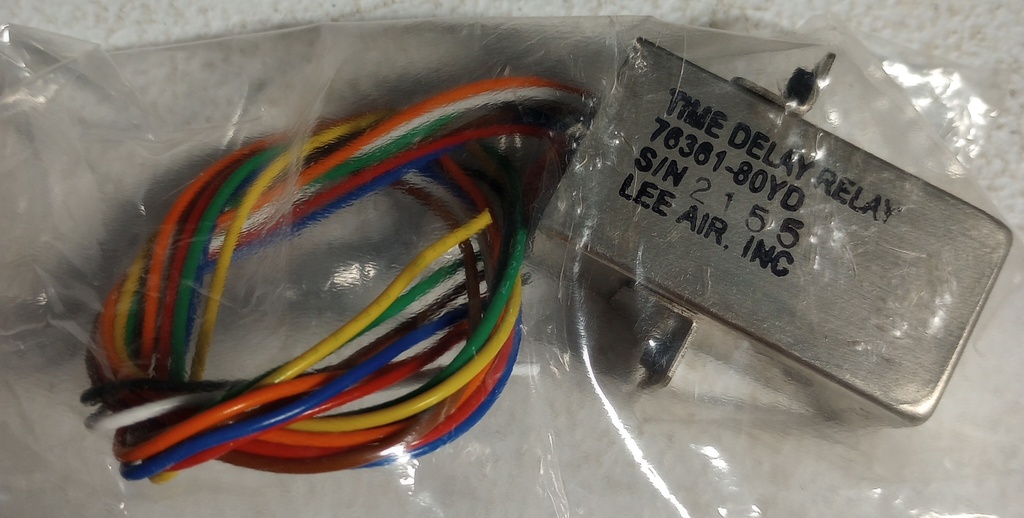 TIME DELAY RELAY
76361-80YD
S/N 2155
LEE AIR, INC